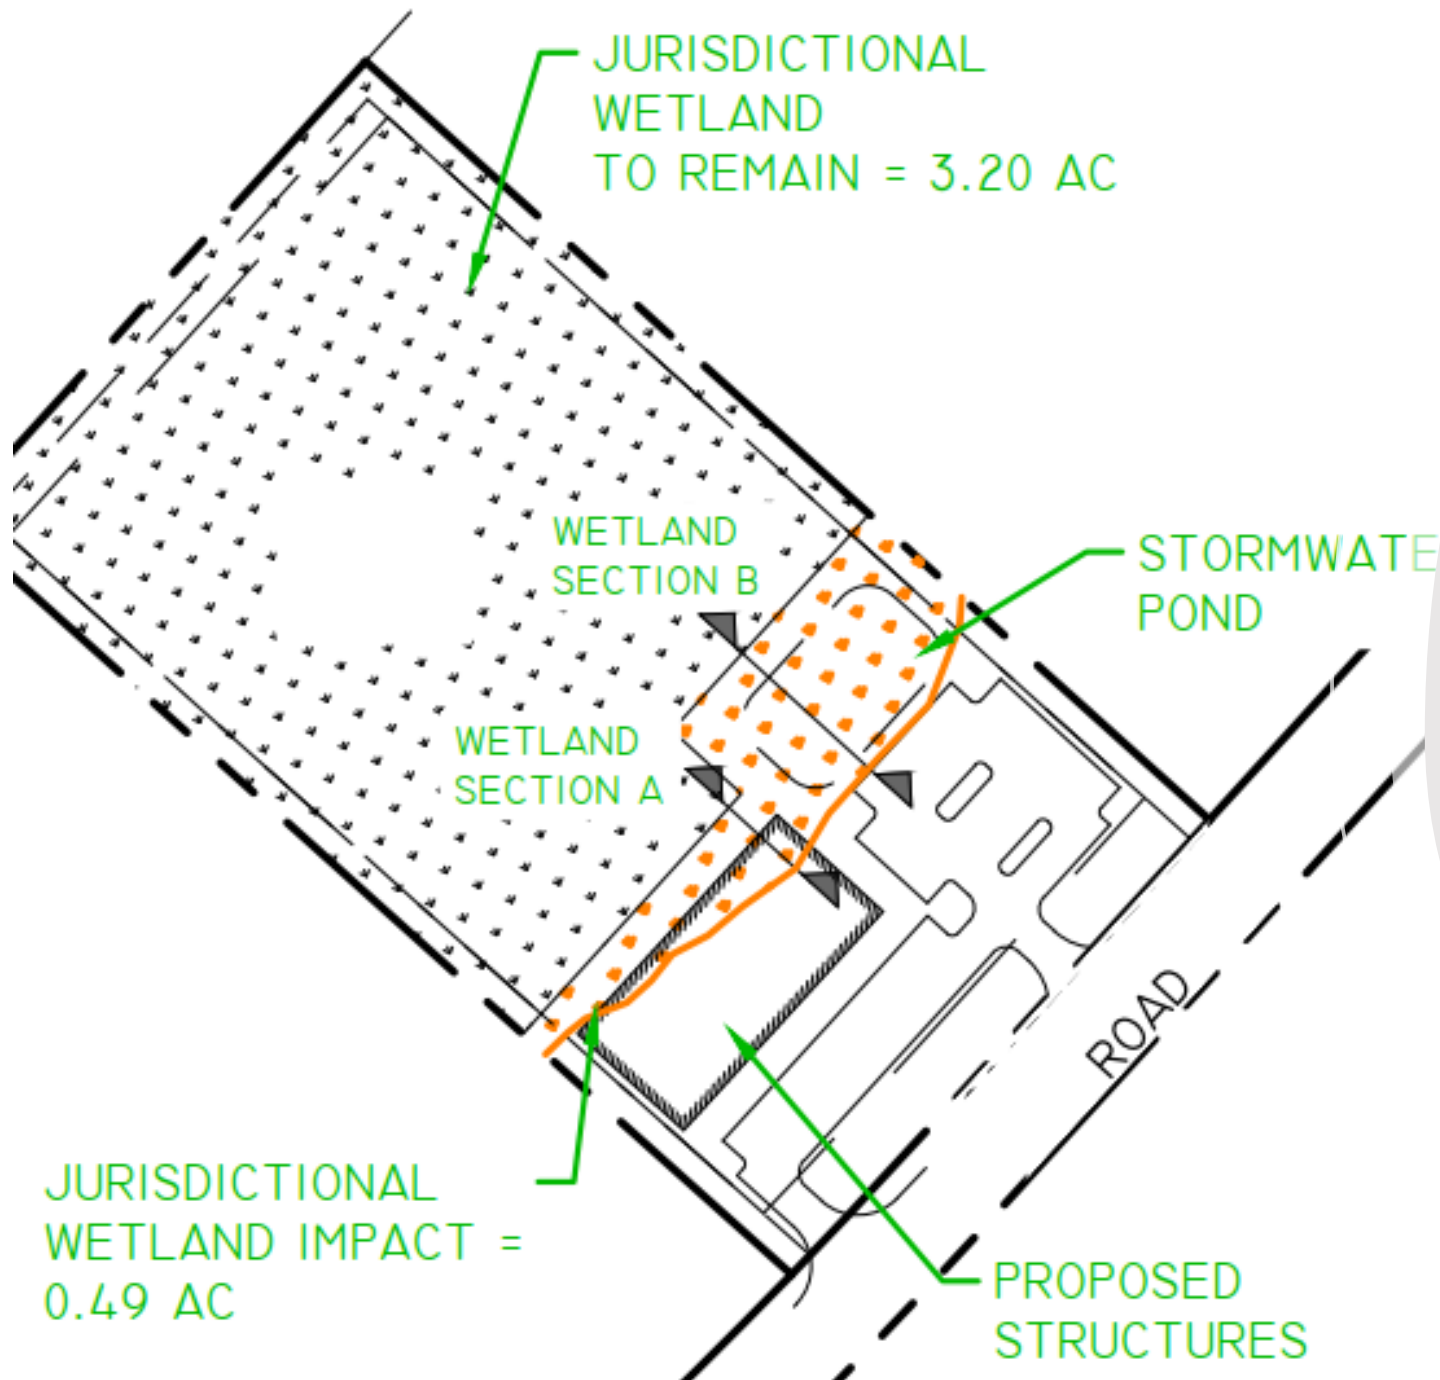 JURISDICTIONAL
WETLAND
TO REMAIN = 3.20 AC
WETLAND
SECTION B
STORMWATE
POND
WETLAND
SECTION A
ROAD
JURISDICTIONAL
WETLAND IMPACT =
0.49 AC
PROPOSED
STRUCTURES